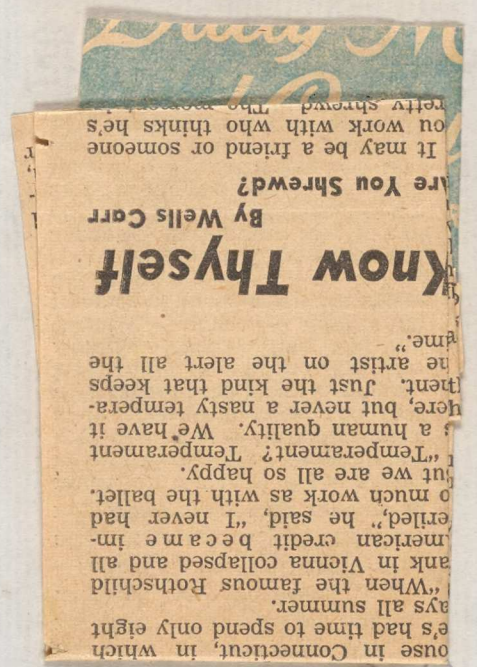 ouse in Connecticut, in which
e's had time to spend only eight
ays all summer.
"When the famous Rothschild
ank in Vienna collapsed and all
merican credit became im-
eriled," he said, "I never had
o much work as with the ballet.
ut we are all so happy.
"Temperament? Temperament
s a human quality. We have it
ere, but never a nasty tempera-
ent. Just the kind that keeps
he artist on the alert all the
ime."
Know Thyself
By Wells Carr
Are You Shrewd?
It may be a friend or someone
ou work with who thinks he's
retty shrewd. The